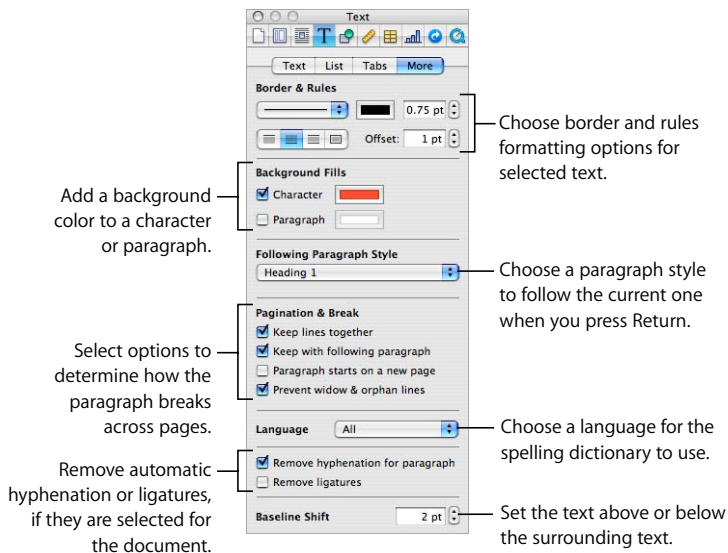 Text
T
Text List Tabs More
Border & Rules
0.75 pt
Offset: 1 pt
Choose border and rules
formatting options for
selected text.
Background Fills
Character
Paragraph
Add a background
color to a character
or paragraph.
Following Paragraph Style
Heading 1
Choose a paragraph style
to follow the current one
when you press Return.
Pagination & Break
Keep lines together
Keep with following paragraph
Paragraph starts on a new page
Prevent widow & orphan lines
Select options to
determine how the
paragraph breaks
across pages.
Language All
Choose a language for the
spelling dictionary to use.
Remove hyphenation for paragraph
Remove ligatures
Remove automatic
hyphenation or ligatures,
if they are selected for
the document.
Baseline Shift 2 pt
Set the text above or below
the surrounding text.